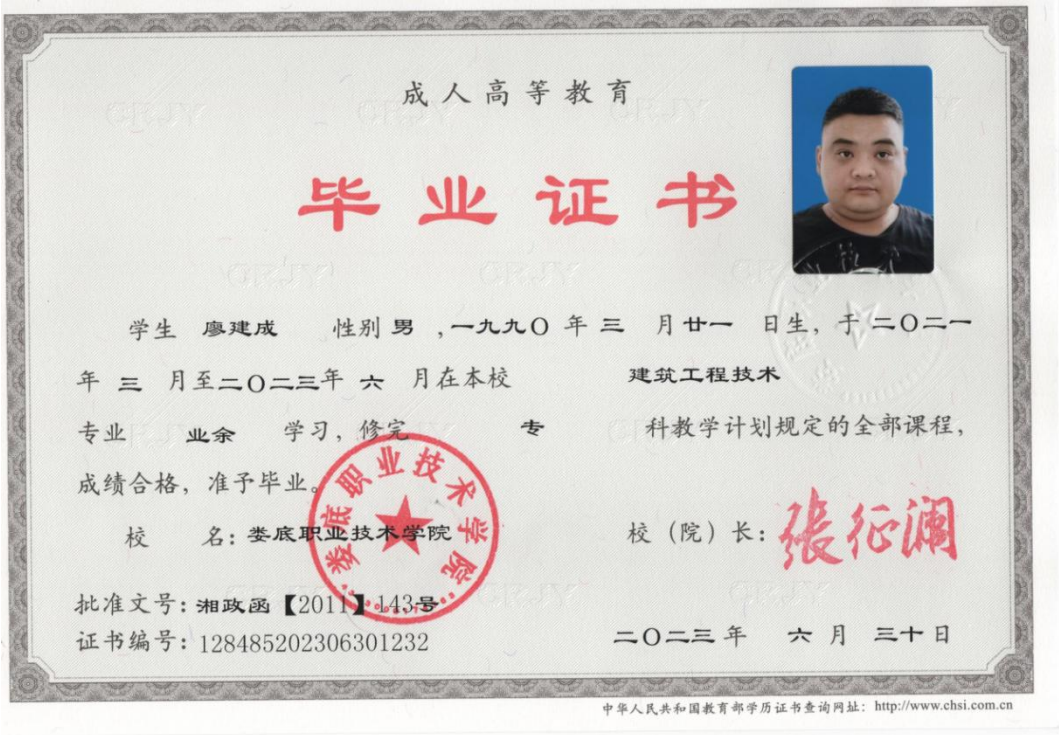 成人高等教育
毕业证书
学生 廖建成 性别 男 ,一九九〇 年 三 月 廿一 日生，于 二〇二一
年 三 月至 二〇二三 年 六 月在本校 建筑工程技术
专业 业余 学习，修完 专 科教学计划规定的全部课程，
成绩合格，准予毕业。
娄底职业技术学院
校 名：娄底职业技术学院 校（院）长：張征澜
批准文号：湘政函【2011】143号
证书编号：128485202306301232 二〇二三 年 六 月 三十 日
中华人民共和国教育部学历证书查询网址：http://www.chsi.com.cn